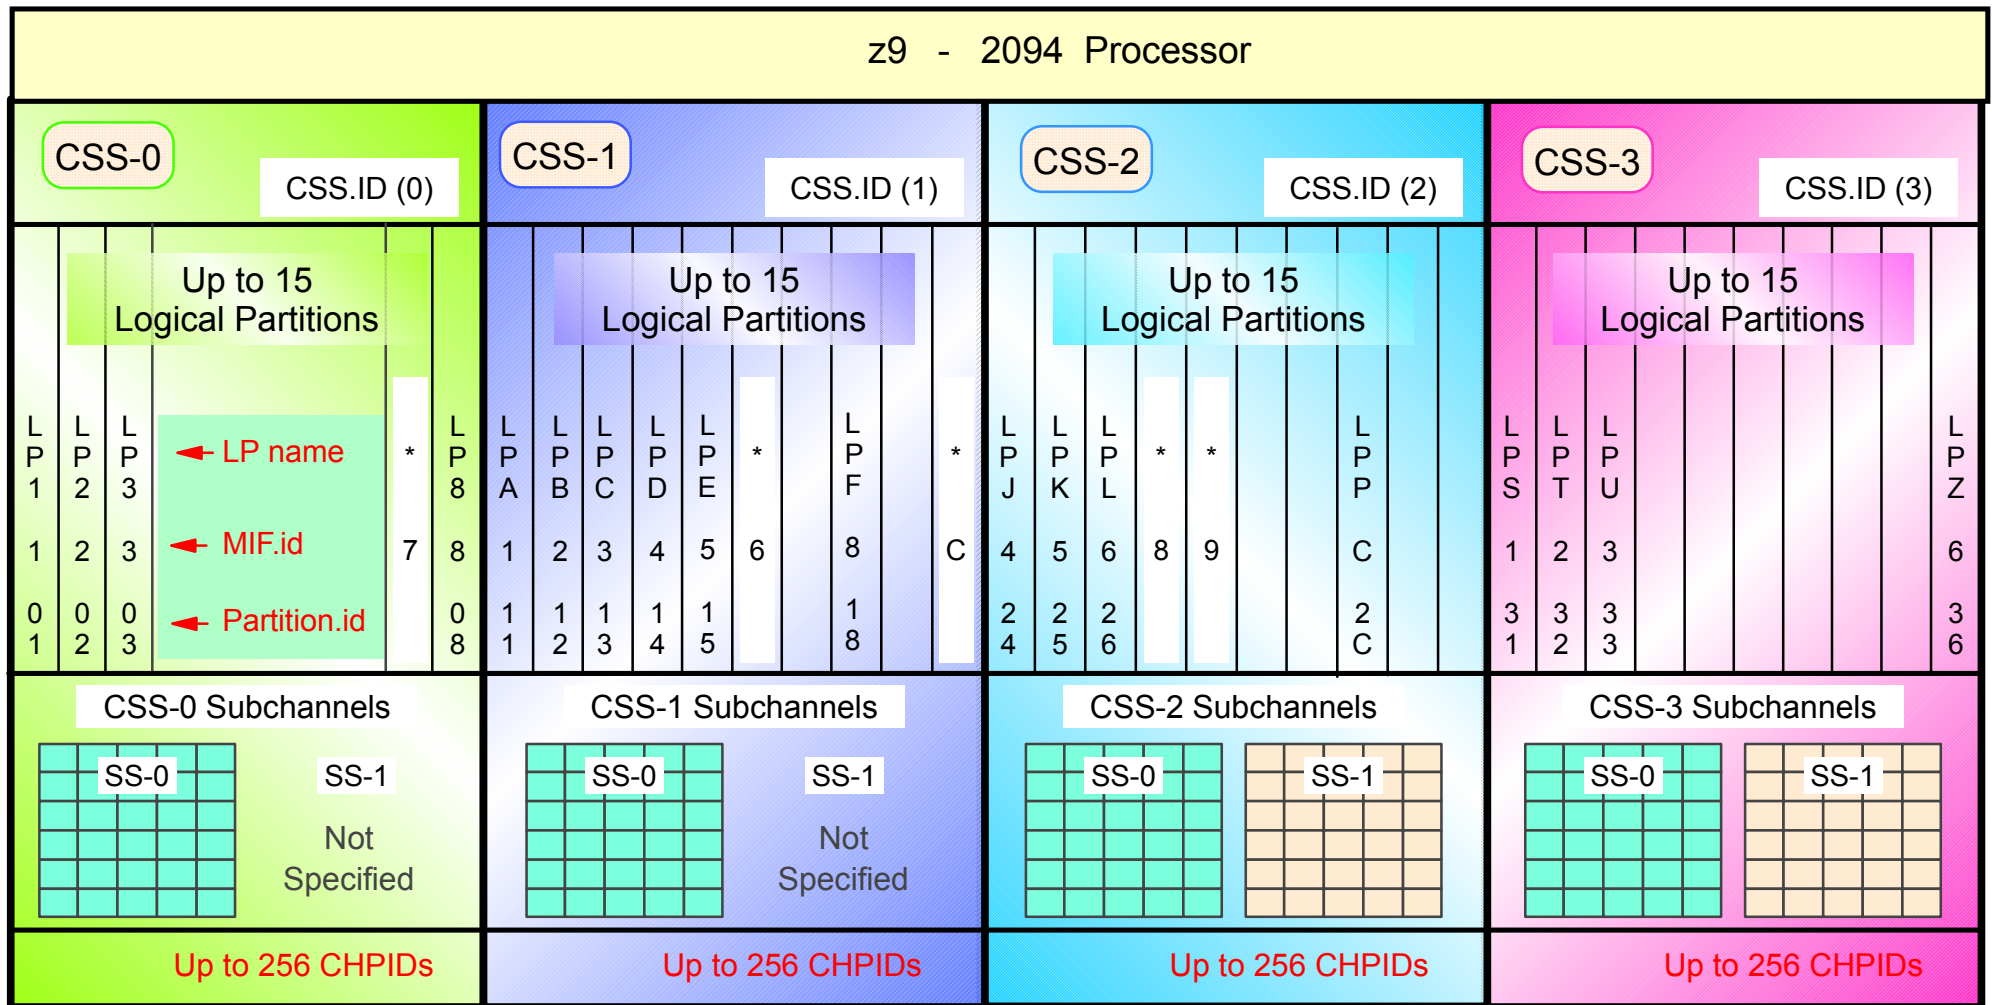 z9 - 2094 Processor
CSS-0
CSS.ID (0)
CSS-1
CSS.ID (1)
CSS-2
CSS.ID (2)
CSS-3
CSS.ID (3)
Up to 15
Logical Partitions
LP1 1 01
LP2 2 02
LP3 3 03
LP name
MIF.id
Partition.id
* 7
LP8 8 08
Up to 15
Logical Partitions
LPA 1 11
LPB 2 12
LPC 3 13
LPD 4 14
LPE 5 15
* 6
LPF 8 18
* C
Up to 15
Logical Partitions
LPJ 4 24
LPK 5 25
LPL 6 26
* 8
* 9
LPP C 2C
Up to 15
Logical Partitions
LPS 1 31
LPT 2 32
LPU 3 33
LPZ 6 36
CSS-0 Subchannels
SS-0
SS-1
Not
Specified
CSS-1 Subchannels
SS-0
SS-1
Not
Specified
CSS-2 Subchannels
SS-0
SS-1
CSS-3 Subchannels
SS-0
SS-1
Up to 256 CHPIDs
Up to 256 CHPIDs
Up to 256 CHPIDs
Up to 256 CHPIDs